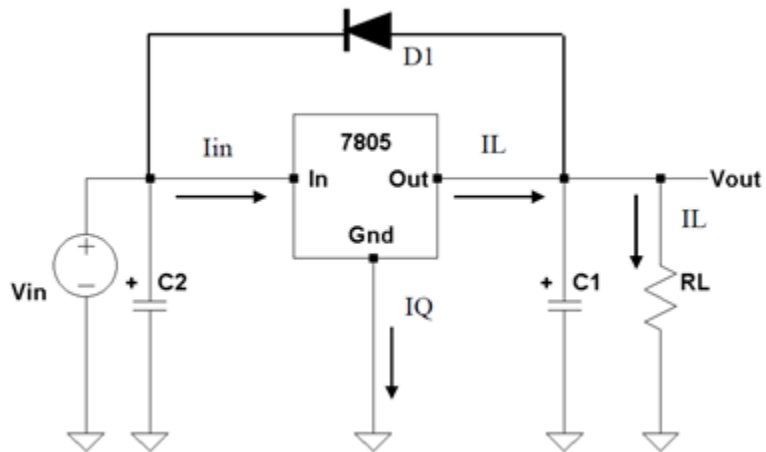 D1
Iin
7805
IL
In
Out
Vout
Gnd
IL
Vin
+
−
+
C2
+
C1
RL
IQ